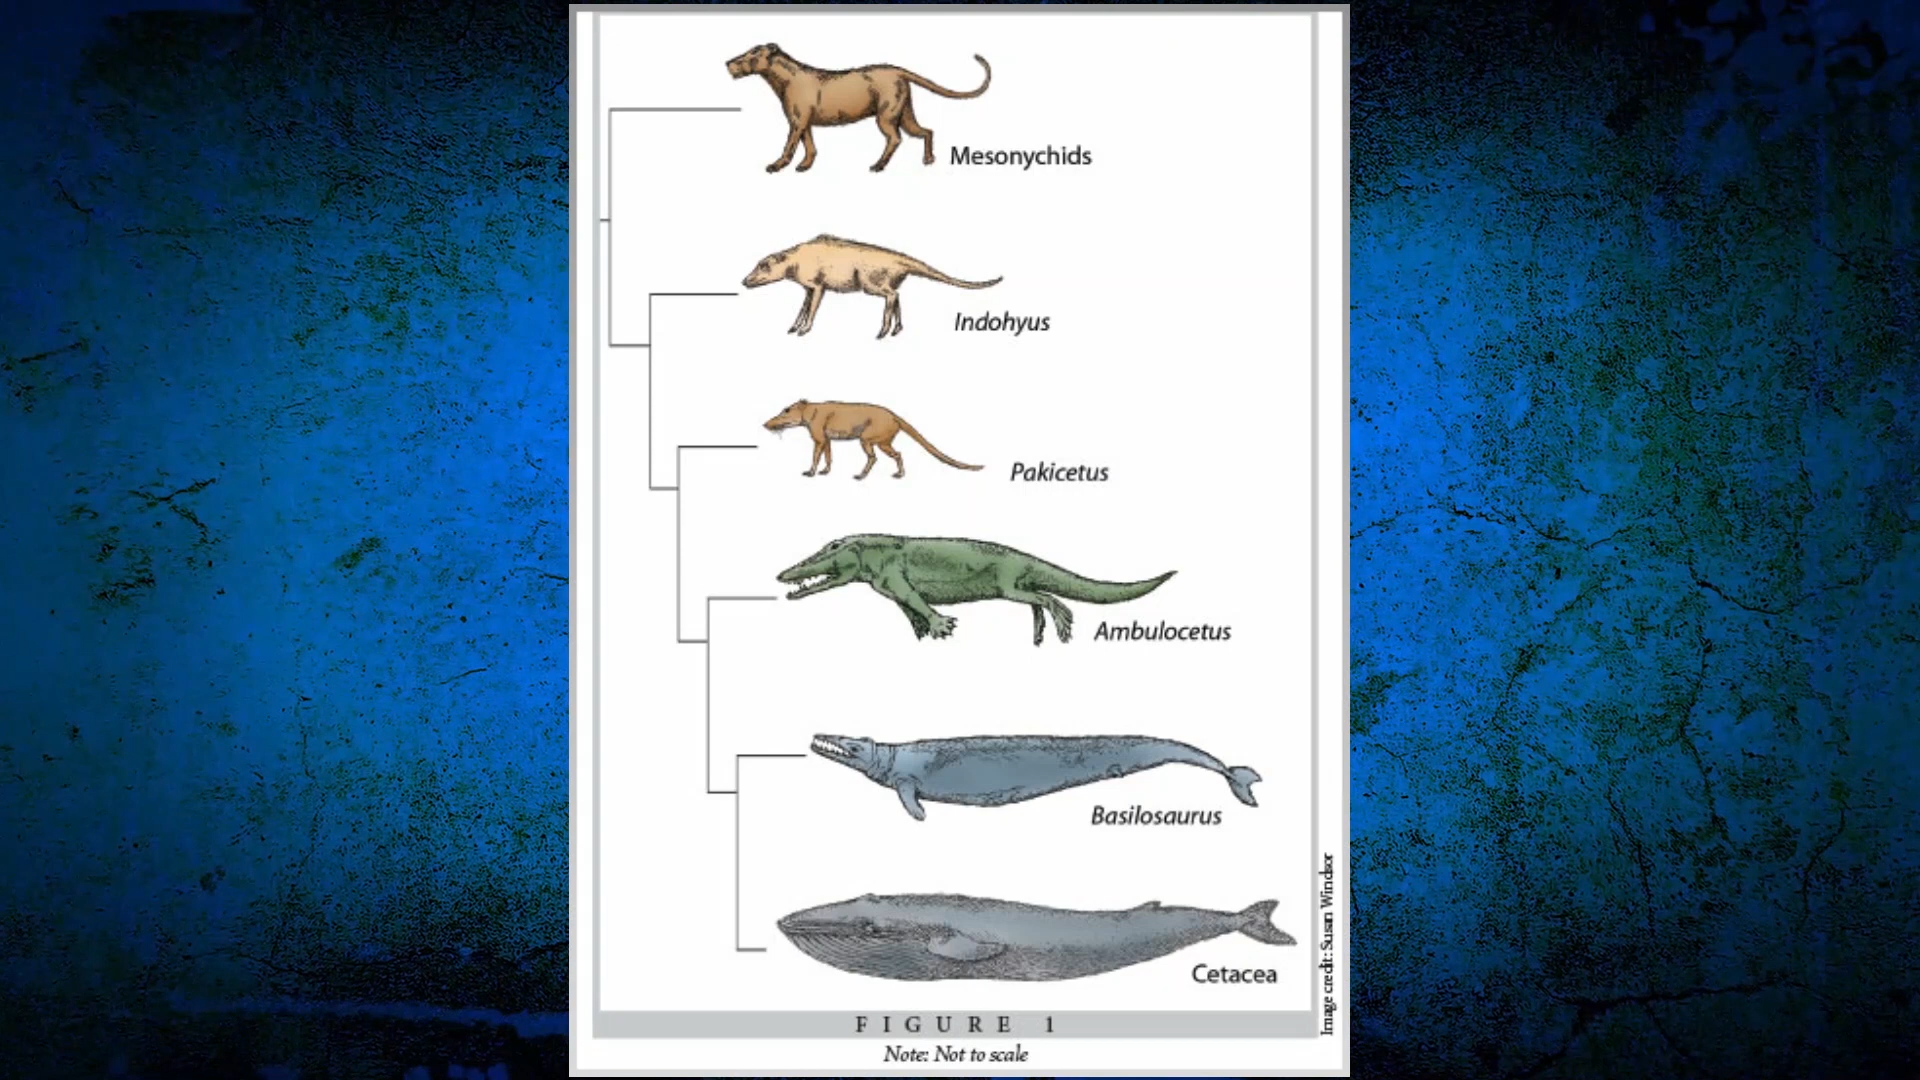 Mesonychids
Indohyus
Pakicetus
Ambulocetus
Basilosaurus
Cetacea
Image credit: Susan Windsor
FIGURE 1
Note: Not to scale